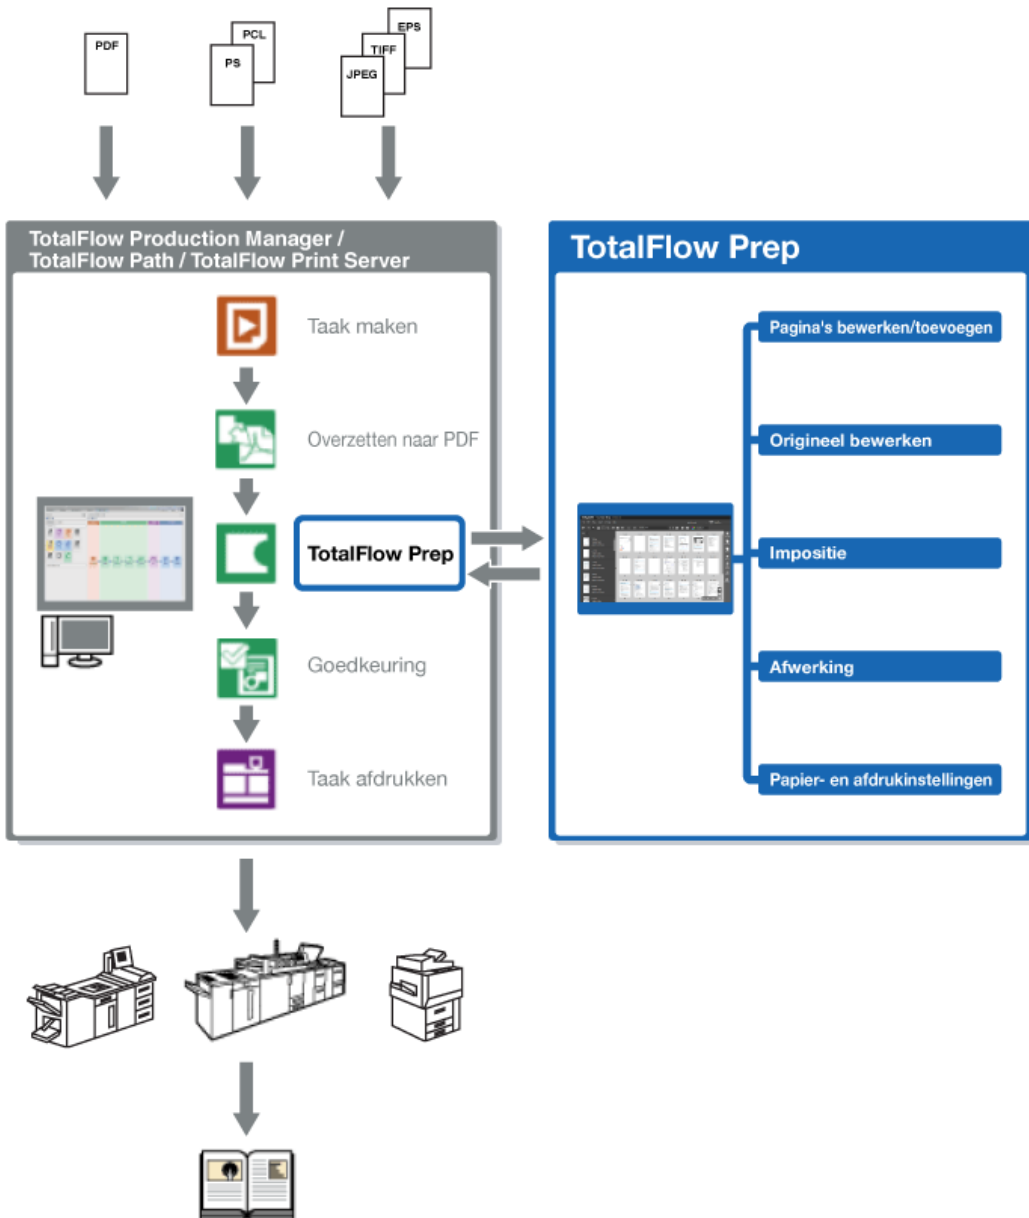 PDF
PCL
PS
EPS
TIFF
JPEG
TotalFlow Production Manager /
TotalFlow Path / TotalFlow Print Server
Taak maken
Overzetten naar PDF
TotalFlow Prep
Goedkeuring
Taak afdrukken
TotalFlow Prep
Pagina's bewerken/toevoegen
Origineel bewerken
Impositie
Afwerking
Papier- en afdrukinstellingen